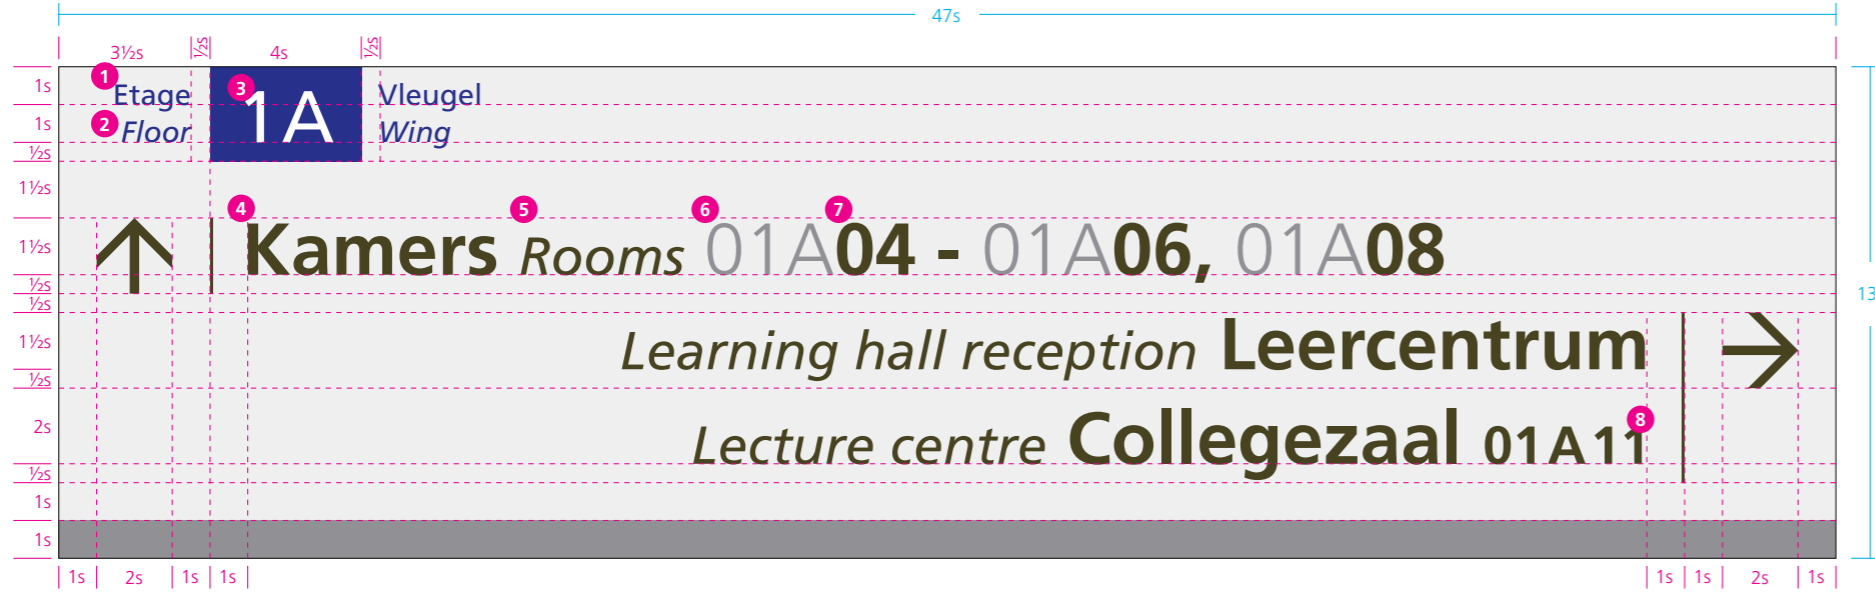 47s
3½s ½s 4s ½s
1s 1 Etage 3 1A Vleugel
1s 2 Floor Wing
½s
1½s
4 5 6 7
1½s Kamers Rooms 01A04 - 01A06, 01A08
½s
½s 13
1½s Learning hall reception Leercentrum
½s
8
2s Lecture centre Collegezaal 01A11
½s
1s
1s
1s 2s 1s 1s 1s 1s 2s 1s